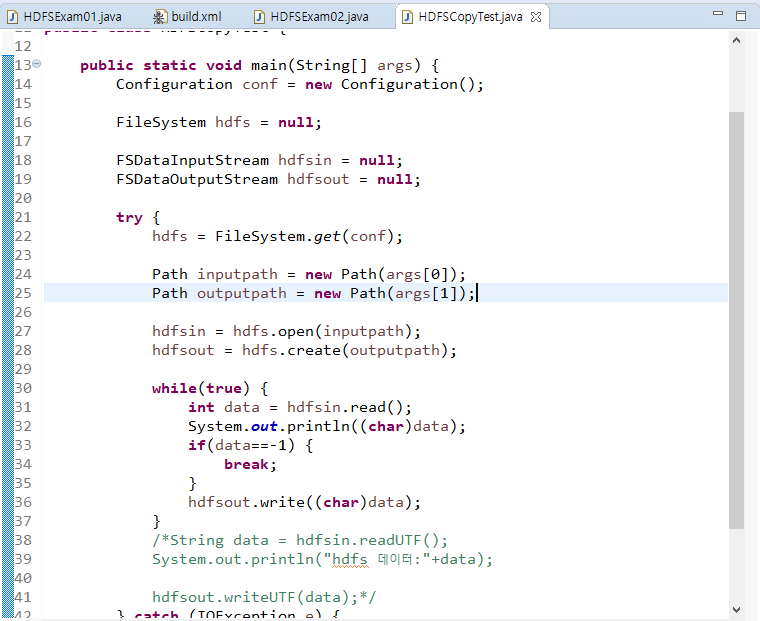 HDFSExam01.java build.xml HDFSExam02.java HDFSCopyTest.java
12
13 public static void main(String[] args) {
14 Configuration conf = new Configuration();
15
16 FileSystem hdfs = null;
17
18 FSDataInputStream hdfsin = null;
19 FSDataOutputStream hdfsout = null;
20
21 try {
22 hdfs = FileSystem.get(conf);
23
24 Path inputpath = new Path(args[0]);
25 Path outputpath = new Path(args[1]);
26
27 hdfsin = hdfs.open(inputpath);
28 hdfsout = hdfs.create(outputpath);
29
30 while(true) {
31 int data = hdfsin.read();
32 System.out.println((char)data);
33 if(data==-1) {
34 break;
35 }
36 hdfsout.write((char)data);
37 }
38 /*String data = hdfsin.readUTF();
39 System.out.println("hdfs 데이터:"+data);
40
41 hdfsout.writeUTF(data);*/
42 } catch (IOException e) {